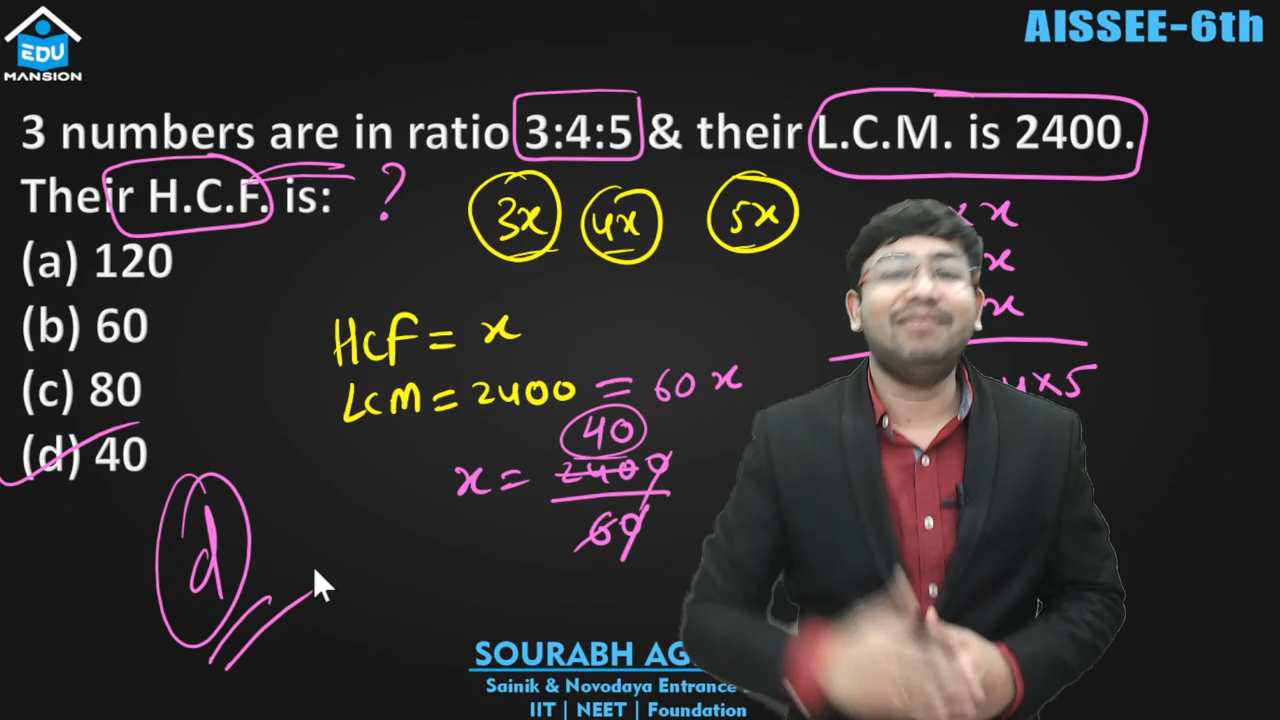 EDU
MANSION
AISSEE-6th
3 numbers are in ratio 3:4:5 & their L.C.M. is 2400.
Their H.C.F. is: ?
3x 4x 5x
(a) 120
(b) 60
(c) 80
(d) 40
x x
x
x
4x5
HCF = x
LCM = 2400 = 60x
40
x = 2400
60
d
SOURABH
Sainik & Novodaya Entrance
IIT | NEET | Foundation